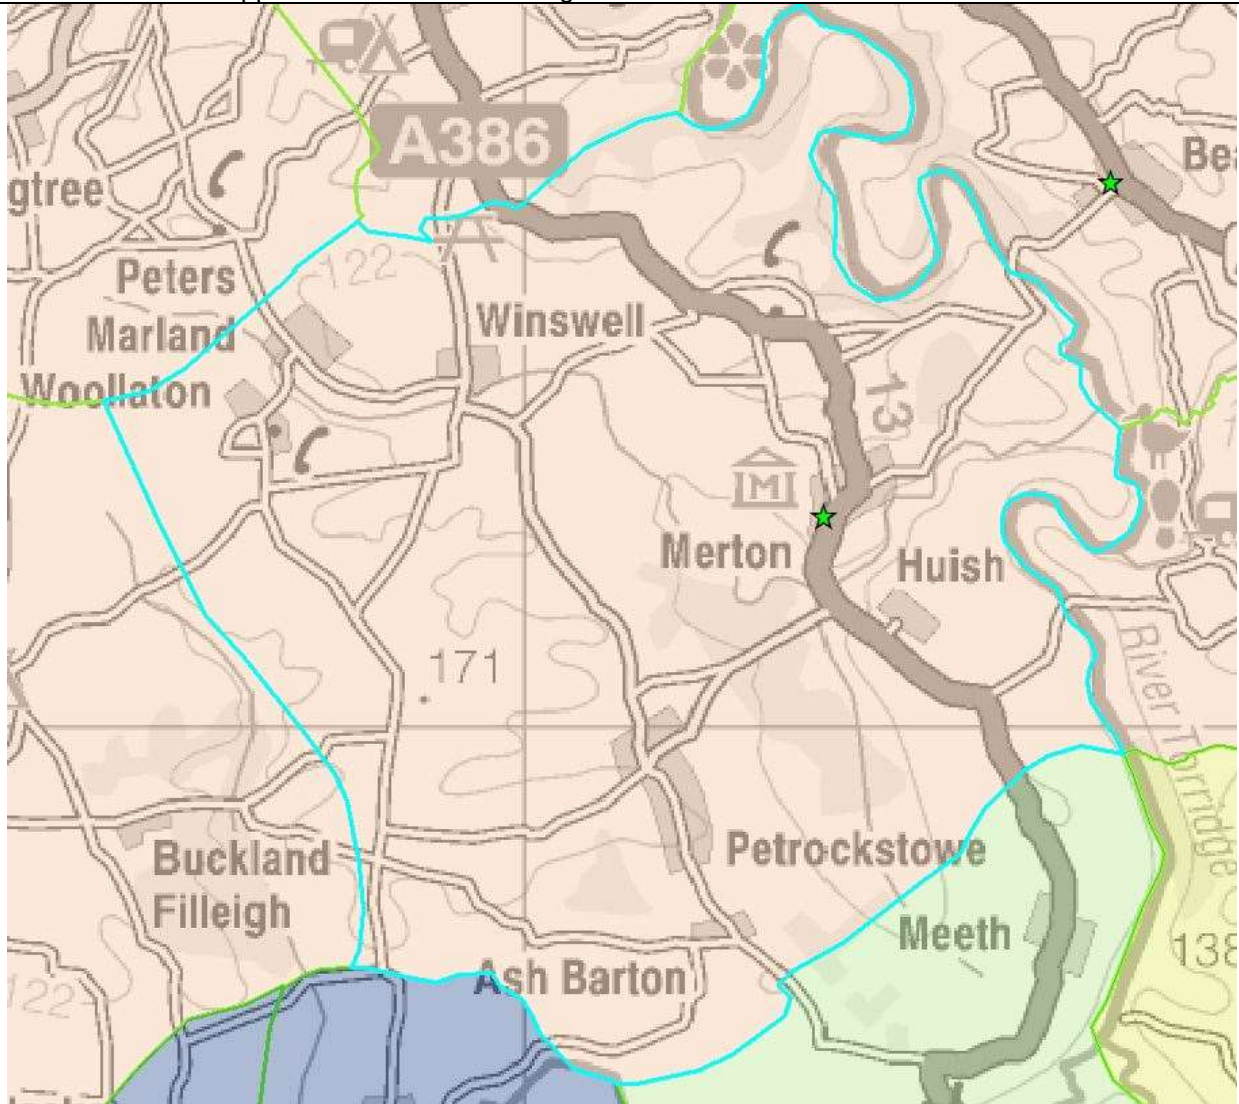 A386
Bea
gtree
Peters
Marland
Woollaton
122
Winswell
13
M
Merton
Huish
171
River Torridge
Petrockstowe
Buckland
Filleigh
Meeth
138
Ash Barton
122